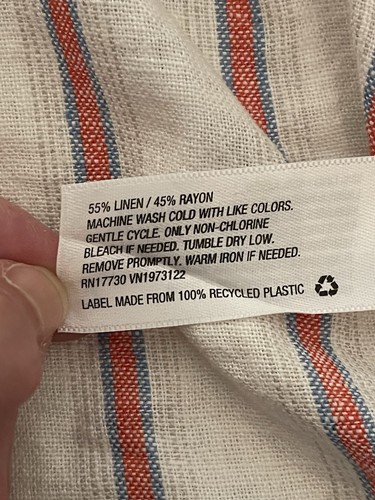 55% LINEN / 45% RAYON
MACHINE WASH COLD WITH LIKE COLORS.
GENTLE CYCLE. ONLY NON-CHLORINE
BLEACH IF NEEDED. TUMBLE DRY LOW.
REMOVE PROMPTLY. WARM IRON IF NEEDED.
RN17730 VN1973122
LABEL MADE FROM 100% RECYCLED PLASTIC